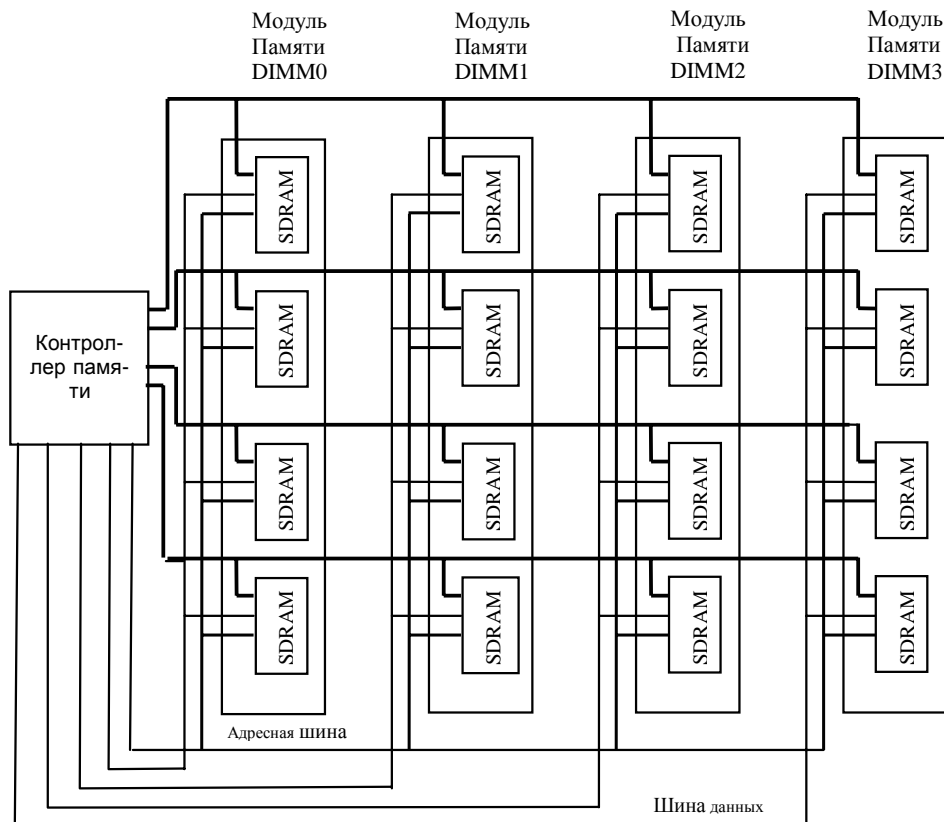 Модуль
Памяти
DIMM0
Модуль
Памяти
DIMM1
Модуль
Памяти
DIMM2
Модуль
Памяти
DIMM3
SDRAM
SDRAM
SDRAM
SDRAM
SDRAM
SDRAM
SDRAM
SDRAM
Контрол-
лер памя-
ти
SDRAM
SDRAM
SDRAM
SDRAM
SDRAM
SDRAM
SDRAM
SDRAM
Адресная шина
Шина данных